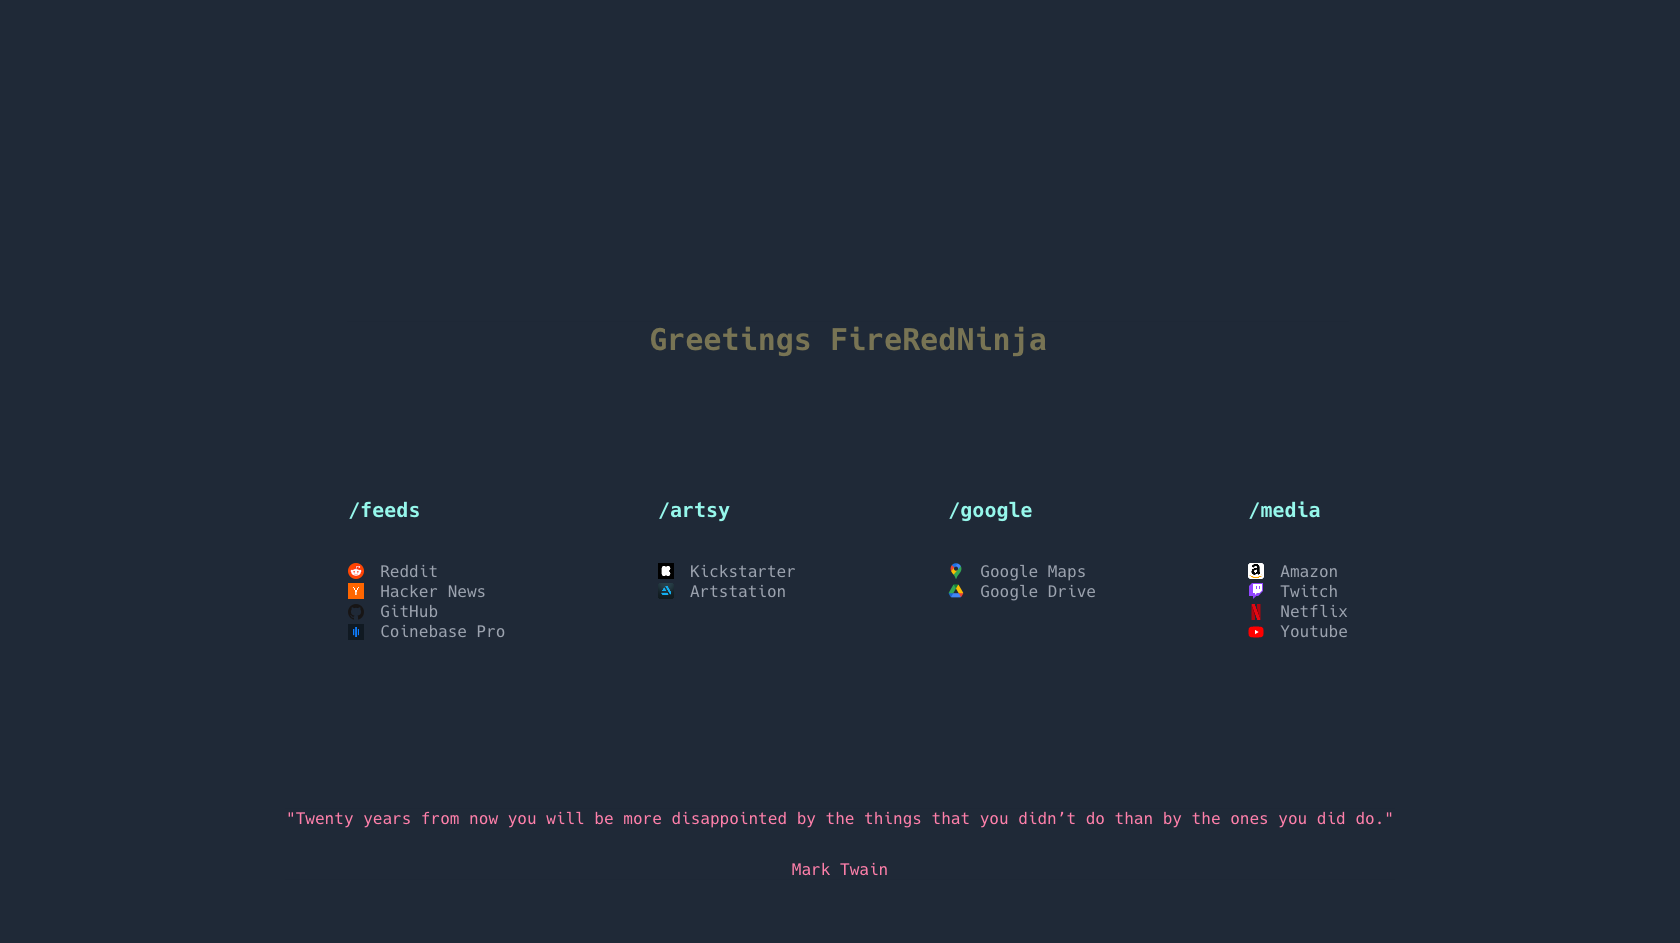 Greetings FireRedNinja
/feeds
Reddit
Hacker News
GitHub
Coinebase Pro
/artsy
Kickstarter
Artstation
/google
Google Maps
Google Drive
/media
Amazon
Twitch
Netflix
Youtube
"Twenty years from now you will be more disappointed by the things that you didn’t do than by the ones you did do."
Mark Twain